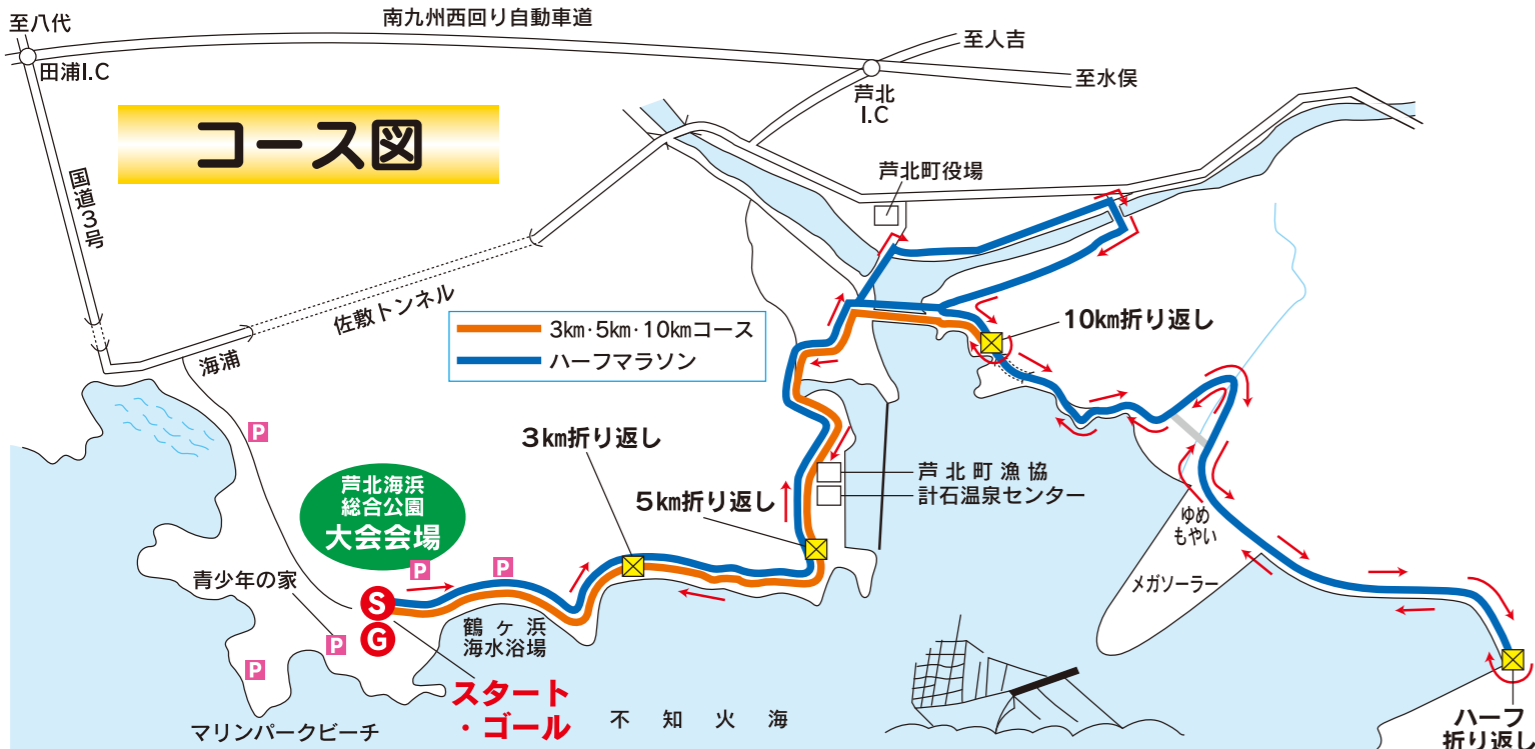 至八代
南九州西回り自動車道
至人吉
田浦I.C
至水俣
芦北
I.C
コース図
芦北町役場
国道3号
佐敷トンネル
3km･5km･10kmコース
ハーフマラソン
10km折り返し
海浦
P
3km折り返し
芦北町漁協
5km折り返し
計石温泉センター
芦北海浜
総合公園
大会会場
ゆめ
もやい
P
P
メガソーラー
青少年の家
S
G
P
P
鶴ヶ浜
海水浴場
スタート
・ゴール
不知火海
マリンパークビーチ
ハーフ
折り返し